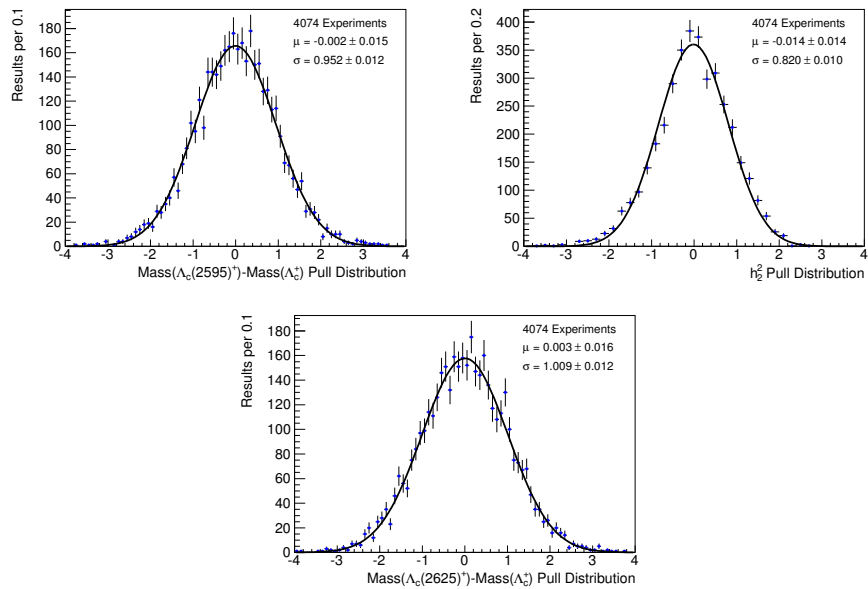 Results per 0.1
180
160
140
120
100
80
60
40
20
0
4074 Experiments
μ = -0.002 ± 0.015
σ = 0.952 ± 0.012
-4 -3 -2 -1 0 1 2 3 4
Mass(Λc(2595)⁺)-Mass(Λc⁺) Pull Distribution
Results per 0.2
400
350
300
250
200
150
100
50
0
4074 Experiments
μ = -0.014 ± 0.014
σ = 0.820 ± 0.010
-4 -3 -2 -1 0 1 2 3 4
h₂² Pull Distribution
Results per 0.1
180
160
140
120
100
80
60
40
20
0
4074 Experiments
μ = 0.003 ± 0.016
σ = 1.009 ± 0.012
-4 -3 -2 -1 0 1 2 3 4
Mass(Λc(2625)⁺)-Mass(Λc⁺) Pull Distribution